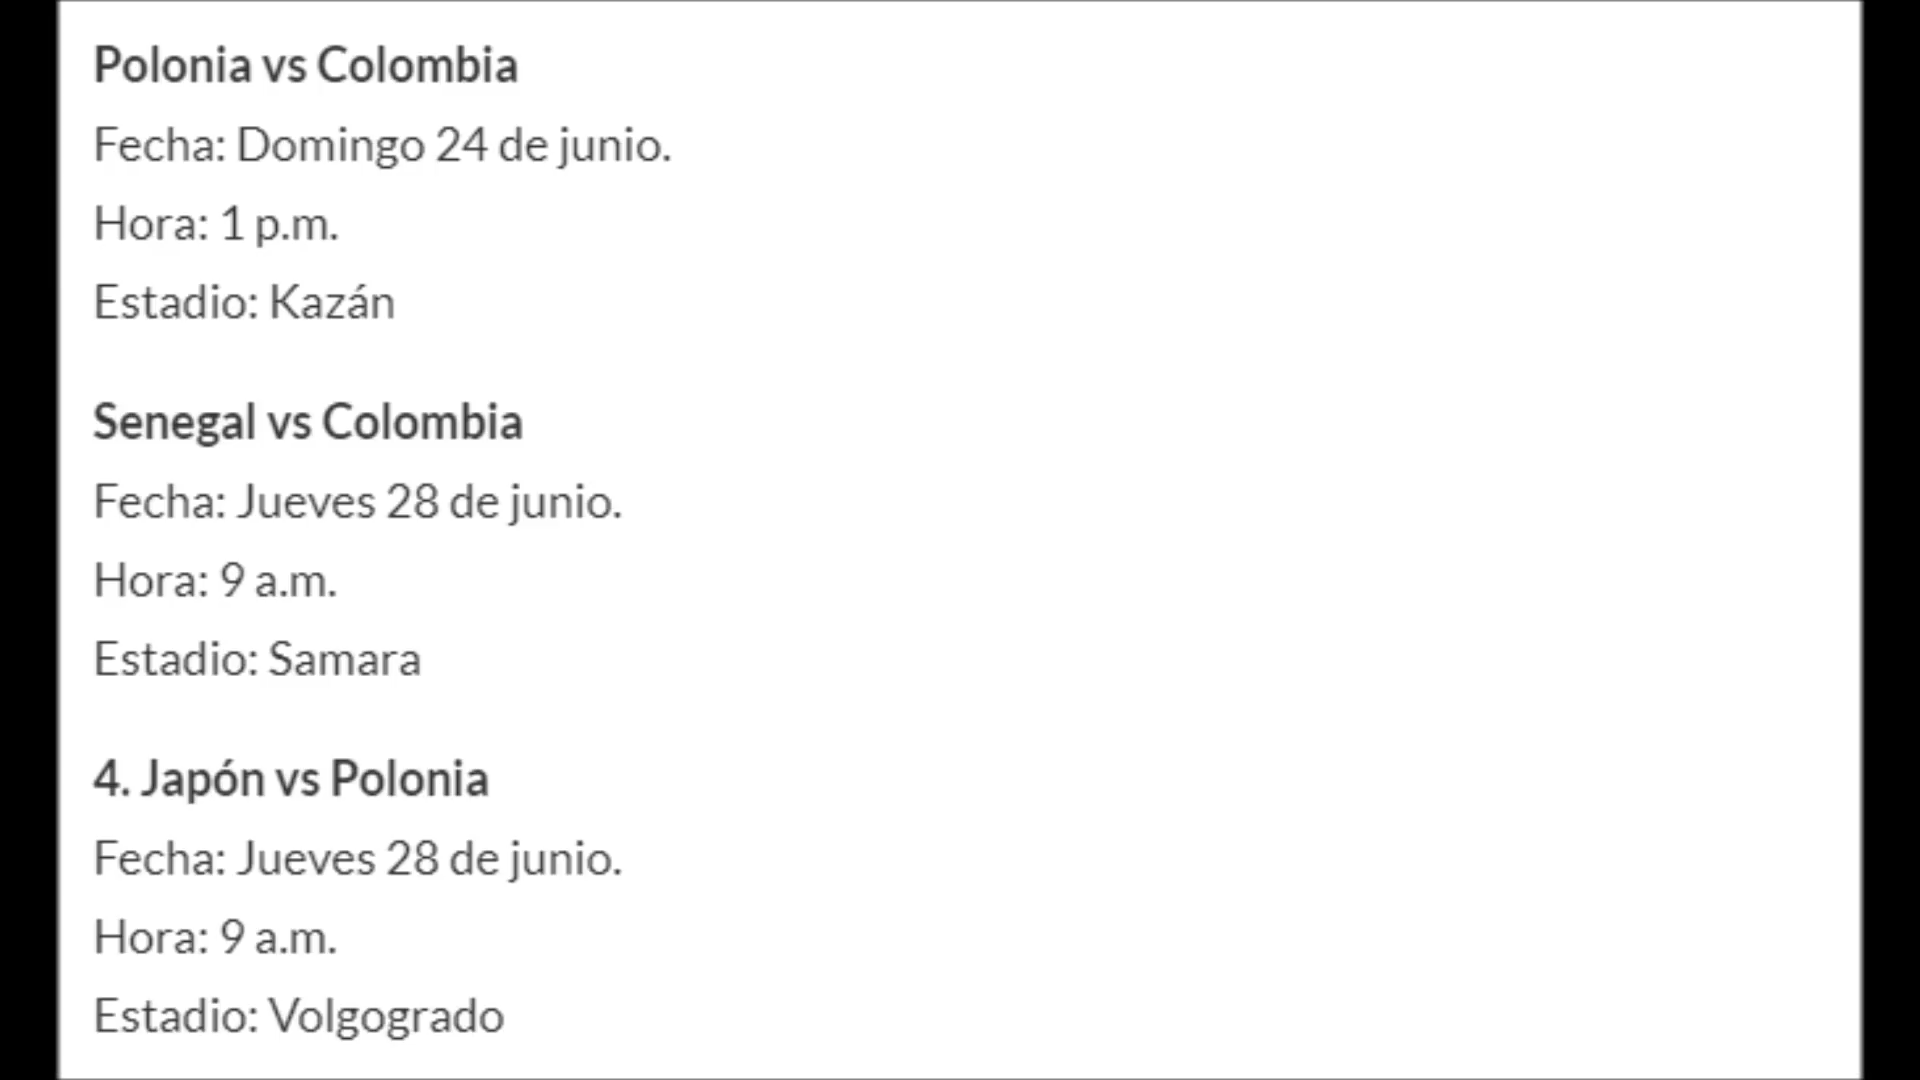 Polonia vs Colombia
Fecha: Domingo 24 de junio.
Hora: 1 p.m.
Estadio: Kazán
Senegal vs Colombia
Fecha: Jueves 28 de junio.
Hora: 9 a.m.
Estadio: Samara
4. Japón vs Polonia
Fecha: Jueves 28 de junio.
Hora: 9 a.m.
Estadio: Volgogrado